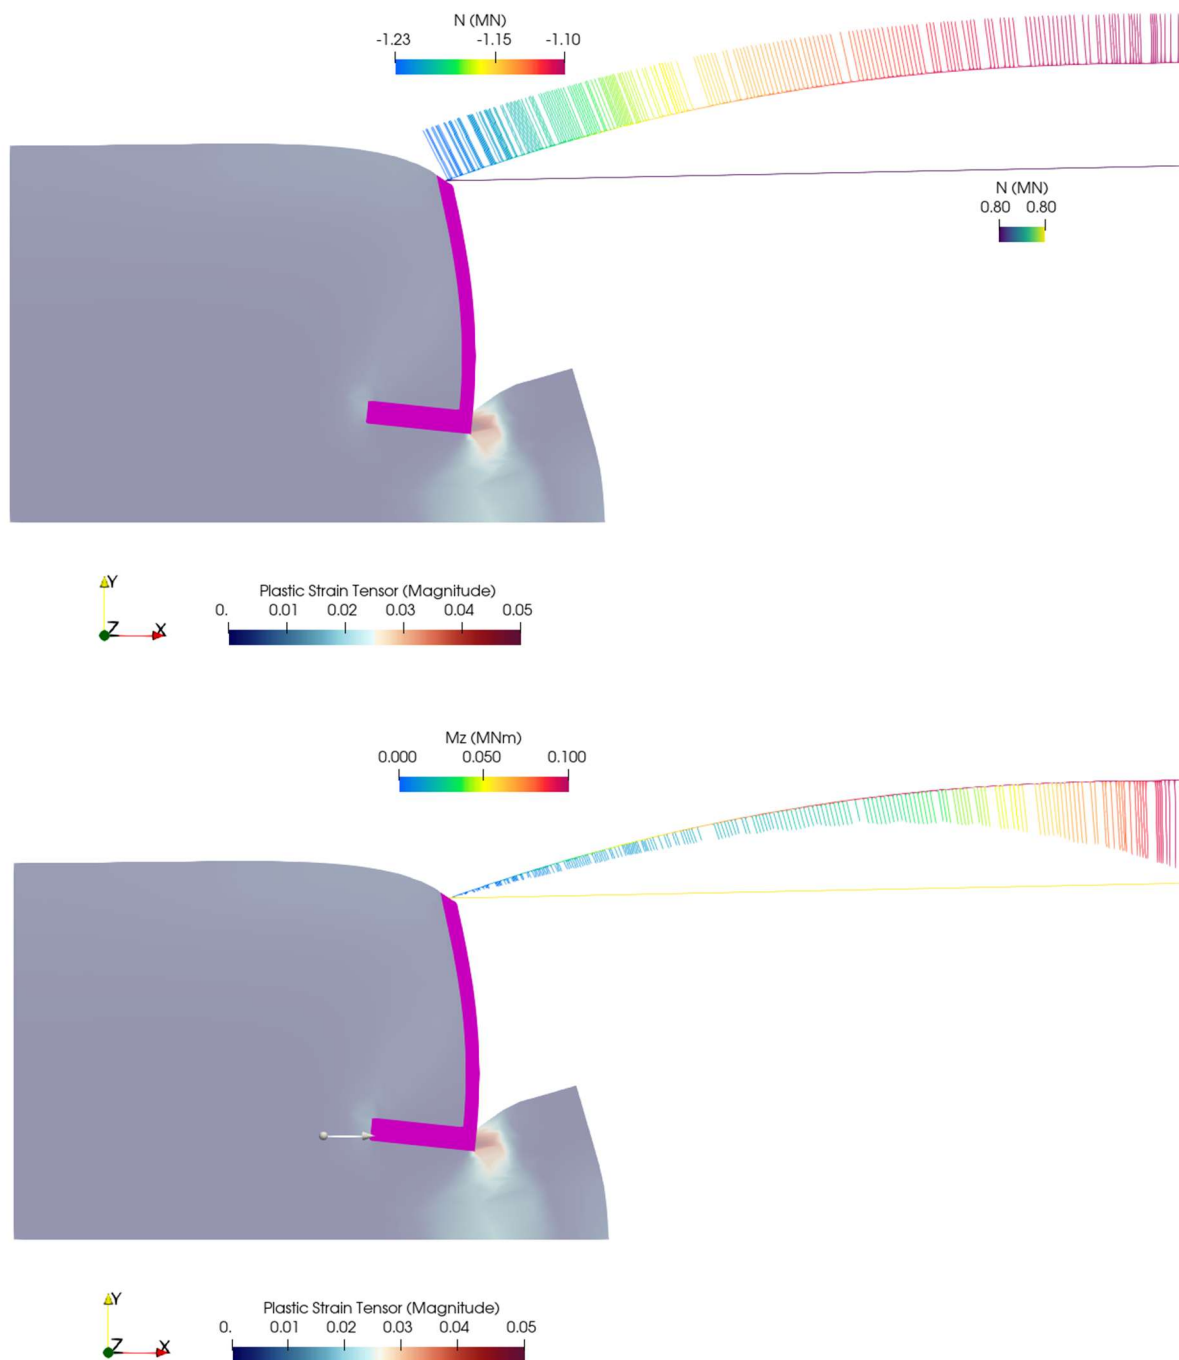 N (MN)
-1.23 -1.15 -1.10
N (MN)
0.80 0.80
Y
Z X
Plastic Strain Tensor (Magnitude)
0. 0.01 0.02 0.03 0.04 0.05
Mz (MNm)
0.000 0.050 0.100
Y
Z X
Plastic Strain Tensor (Magnitude)
0. 0.01 0.02 0.03 0.04 0.05